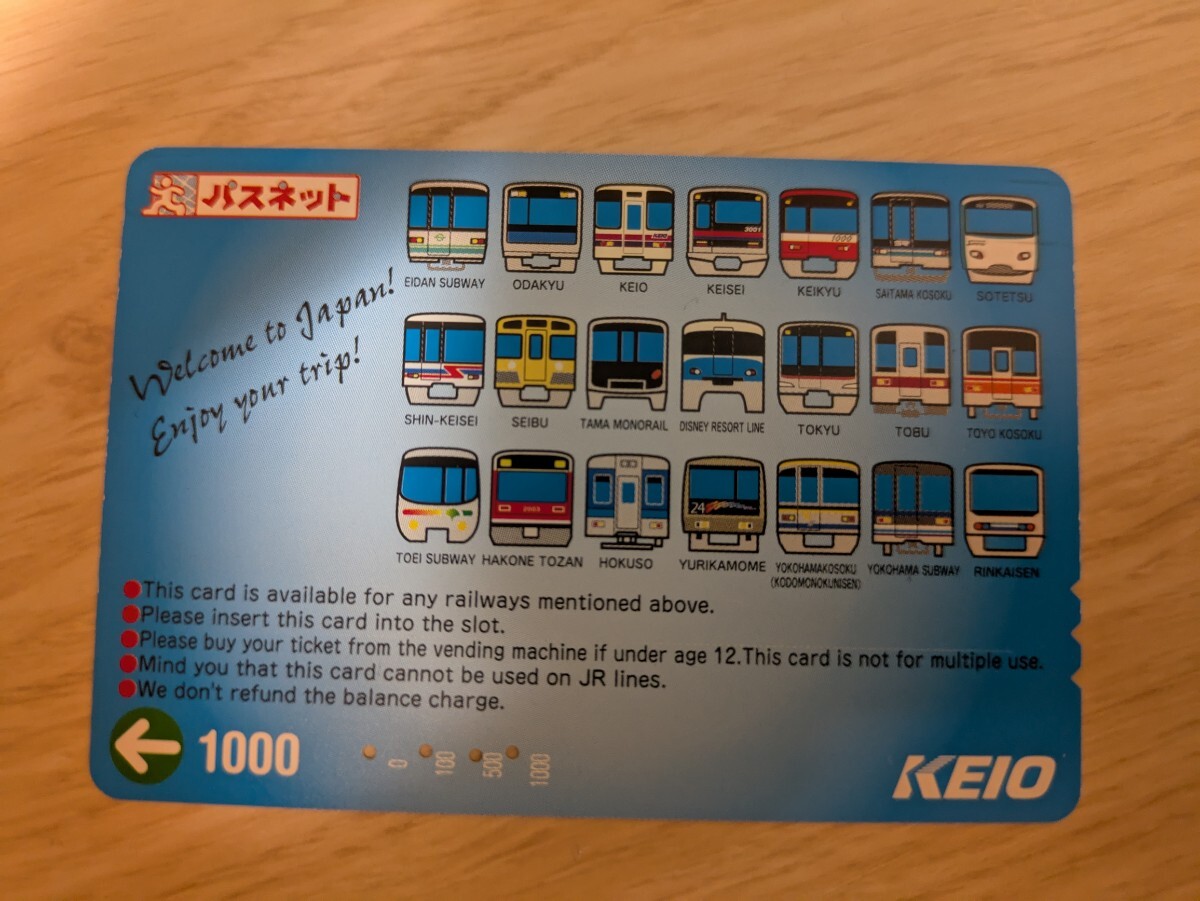 パスネット
Welcome to Japan!
Enjoy your trip!
3001
1000
EIDAN SUBWAY ODAKYU KEIO KEISEI KEIKYU SAITAMA KOSOKU SOTETSU
SHIN-KEISEI SEIBU TAMA MONORAIL DISNEY RESORT LINE TOKYU TOBU TOYO KOSOKU
2003
24
TOEI SUBWAY HAKONE TOZAN HOKUSO YURIKAMOME YOKOHAMAKOSOKU YOKOHAMA SUBWAY RINKAISEN
(KODOMONOKUNISEN)
●This card is available for any railways mentioned above.
●Please insert this card into the slot.
●Please buy your ticket from the vending machine if under age 12.This card is not for multiple use.
●Mind you that this card cannot be used on JR lines.
●We don't refund the balance charge.
1000 0 100 500 1000
KEIO